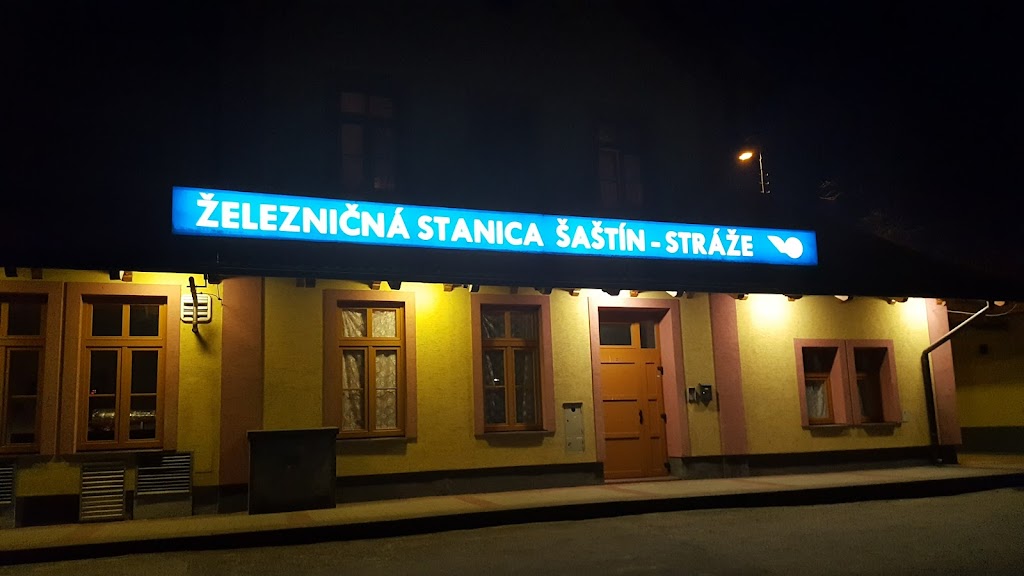 ŽELEZNIČNÁ STANICA ŠAŠTÍN - STRÁŽE